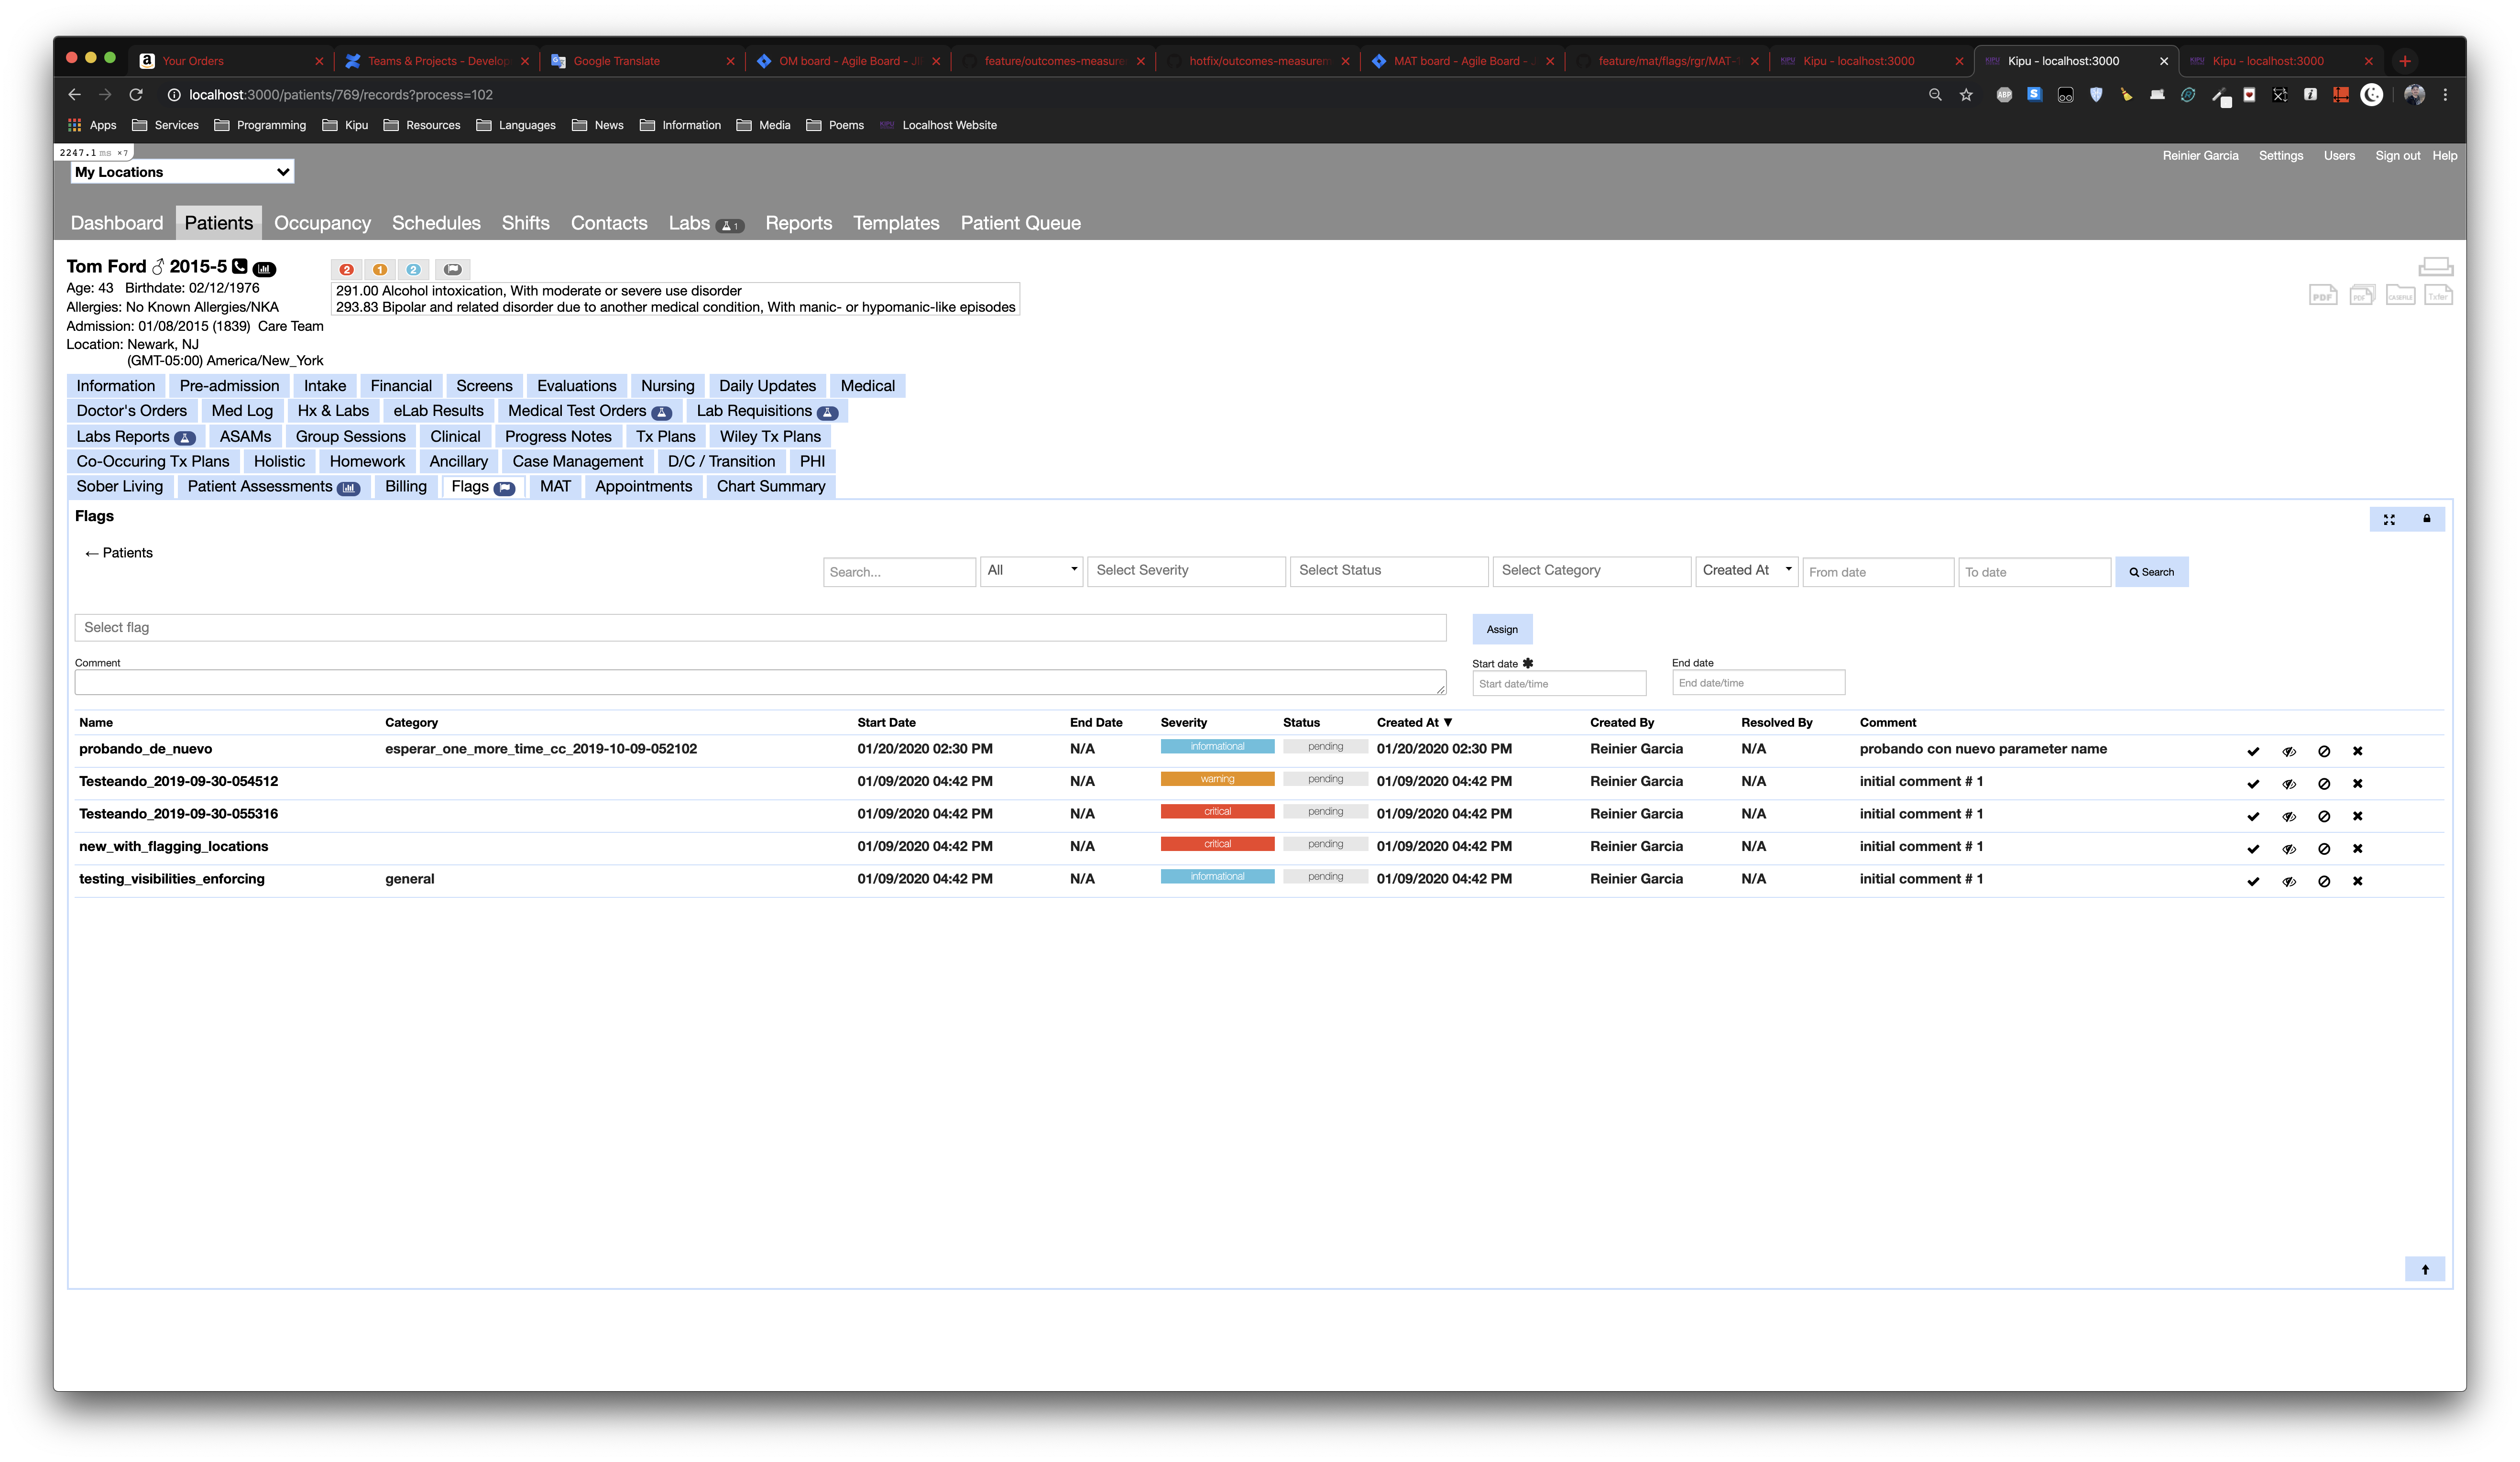 Your Orders
Teams & Projects - Develop
Google Translate
OM board - Agile Board - JI
feature/outcomes-measure
hotfix/outcomes-measurem
MAT board - Agile Board - J
feature/mat/flags/rgr/MAT-
Kipu - localhost:3000
Kipu - localhost:3000
Kipu - localhost:3000
localhost:3000/patients/769/records?process=102
Apps Services Programming Kipu Resources Languages News Information Media Poems Localhost Website
2247.1 ms ×7
My Locations
Reinier Garcia Settings Users Sign out Help
Dashboard Patients Occupancy Schedules Shifts Contacts Labs 1 Reports Templates Patient Queue
Tom Ford ♂ 2015-5
2 1 2
Age: 43 Birthdate: 02/12/1976
291.00 Alcohol intoxication, With moderate or severe use disorder
Allergies: No Known Allergies/NKA
293.83 Bipolar and related disorder due to another medical condition, With manic- or hypomanic-like episodes
PDF PDF CASEFILE Txfer
Admission: 01/08/2015 (1839) Care Team
Location: Newark, NJ
(GMT-05:00) America/New_York
Information Pre-admission Intake Financial Screens Evaluations Nursing Daily Updates Medical
Doctor's Orders Med Log Hx & Labs eLab Results Medical Test Orders Lab Requisitions
Labs Reports ASAMs Group Sessions Clinical Progress Notes Tx Plans Wiley Tx Plans
Co-Occuring Tx Plans Holistic Homework Ancillary Case Management D/C / Transition PHI
Sober Living Patient Assessments Billing Flags MAT Appointments Chart Summary
Flags
← Patients
Search... All Select Severity Select Status Select Category Created At From date To date Search
Select flag
Assign
Comment
Start date ✱ End date
Start date/time End date/time
Name Category Start Date End Date Severity Status Created At ▼ Created By Resolved By Comment
probando_de_nuevo esperar_one_more_time_cc_2019-10-09-052102 01/20/2020 02:30 PM N/A informational pending 01/20/2020 02:30 PM Reinier Garcia N/A probando con nuevo parameter name
Testeando_2019-09-30-054512 01/09/2020 04:42 PM N/A warning pending 01/09/2020 04:42 PM Reinier Garcia N/A initial comment # 1
Testeando_2019-09-30-055316 01/09/2020 04:42 PM N/A critical pending 01/09/2020 04:42 PM Reinier Garcia N/A initial comment # 1
new_with_flagging_locations 01/09/2020 04:42 PM N/A critical pending 01/09/2020 04:42 PM Reinier Garcia N/A initial comment # 1
testing_visibilities_enforcing general 01/09/2020 04:42 PM N/A informational pending 01/09/2020 04:42 PM Reinier Garcia N/A initial comment # 1